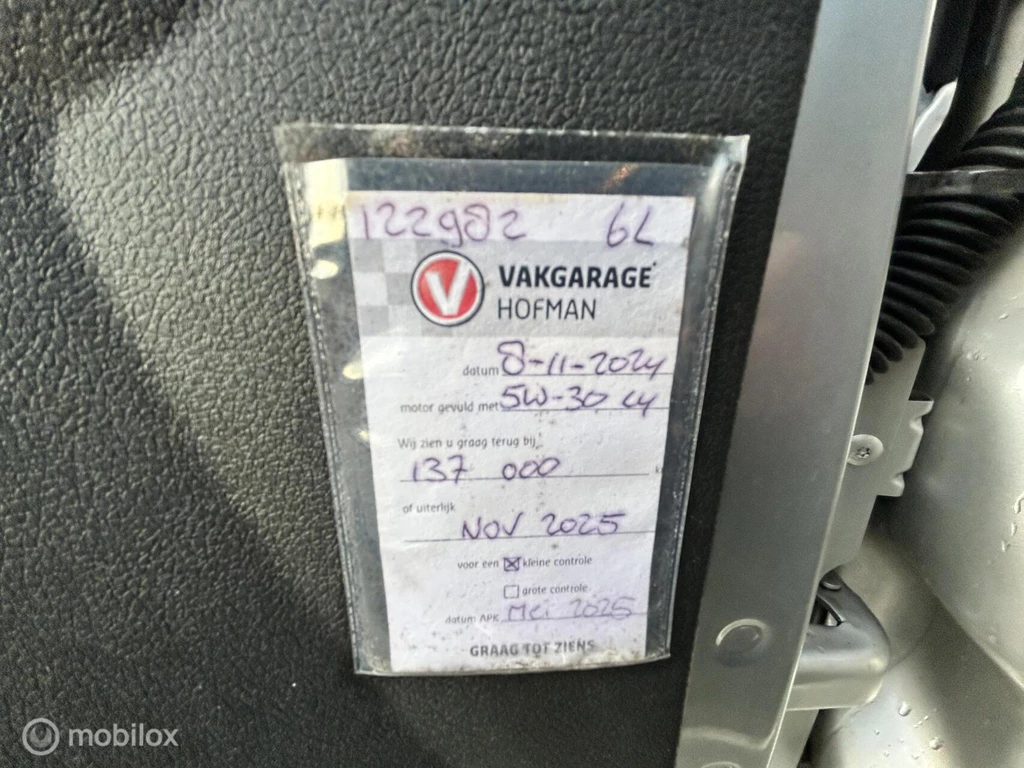 122982 6L
V VAKGARAGE
HOFMAN
datum 8-11-2024
motor gevuld met 5W-30 C4
Wij zien u graag terug bij
137 000 k
of uiterlijk
NOV 2025
voor een ☒ kleine controle
☐ grote controle
datum APK Mei 2025
GRAAG TOT ZIENS
mobilox